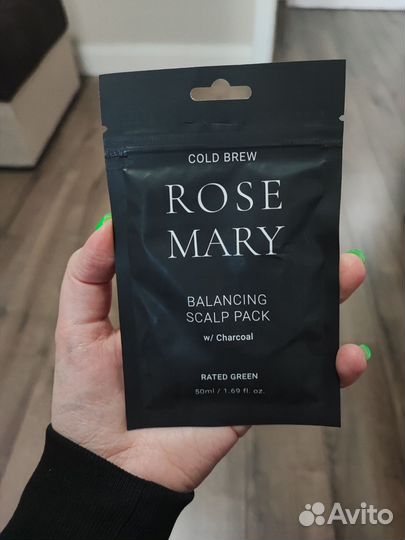 COLD BREW
ROSE
MARY
BALANCING
SCALP PACK
w/ Charcoal
RATED GREEN
50ml / 1.69 fl. oz.
Avito